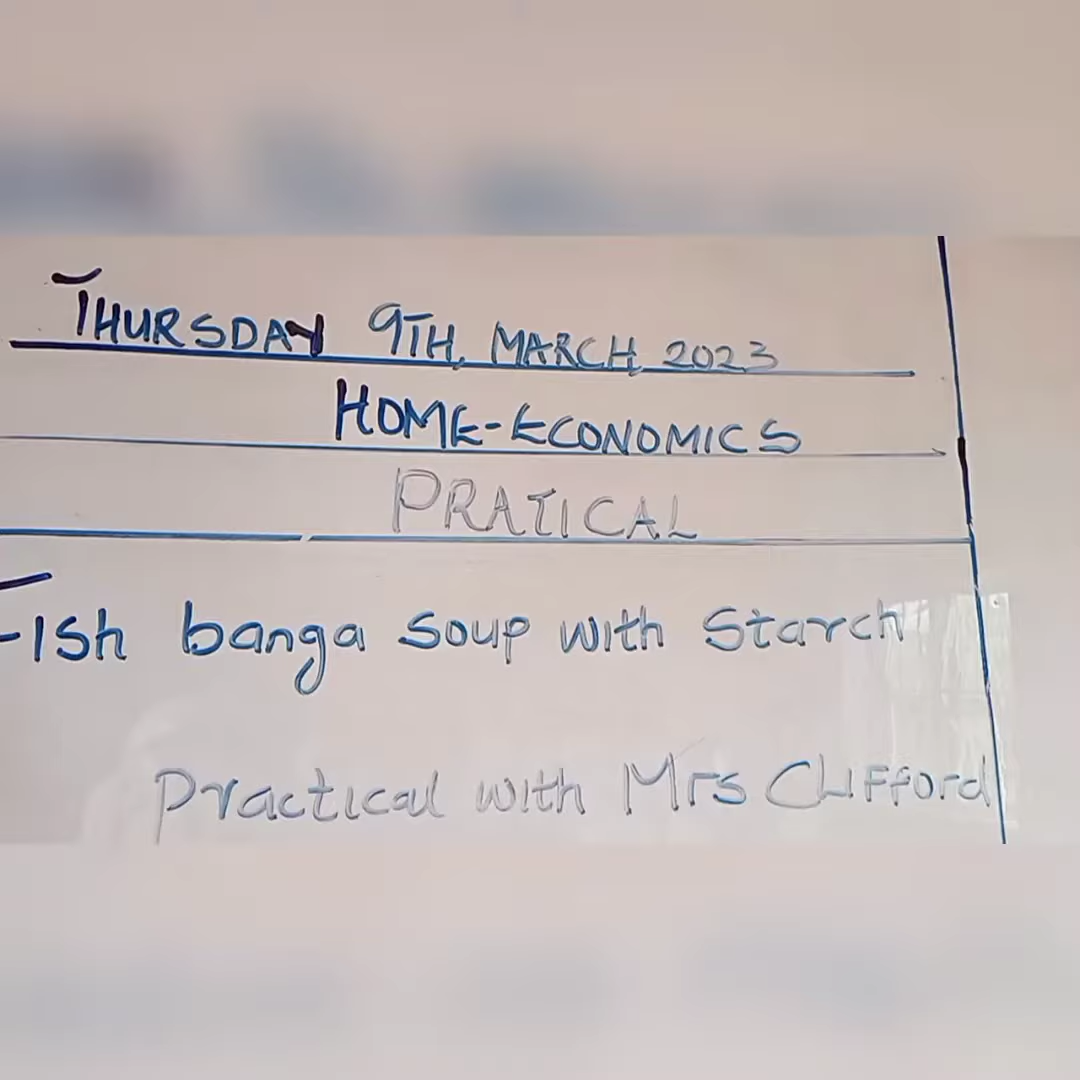 THURSDAY 9TH, MARCH 2023
HOME-ECONOMICS
PRATICAL
Fish banga soup with Starch
Practical with Mrs Clifford